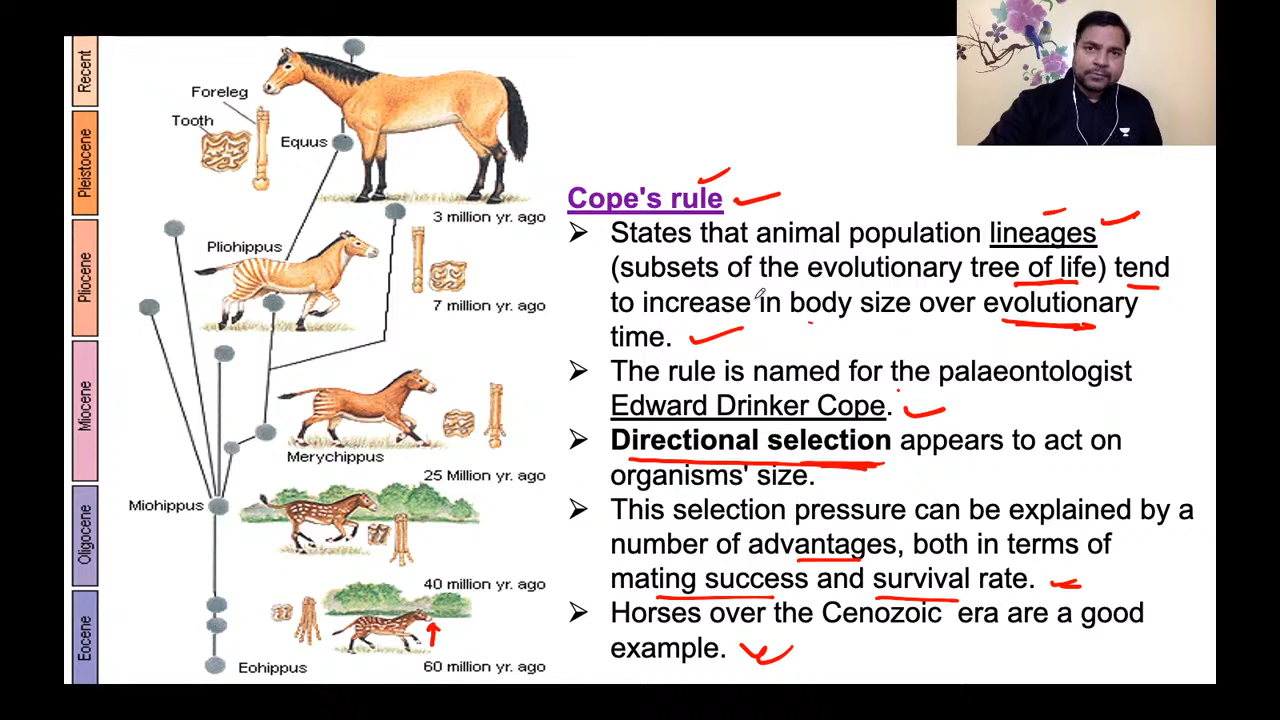 Recent
Foreleg
Tooth
Equus
Pleistocene
3 million yr. ago
Pliohippus
Pliocene
7 million yr. ago
Miocene
Merychippus
25 Million yr. ago
Miohippus
Oligocene
40 million yr. ago
Eocene
Eohippus
60 million yr. ago
Cope's rule
➢ States that animal population lineages
(subsets of the evolutionary tree of life) tend
to increase in body size over evolutionary
time.
➢ The rule is named for the palaeontologist
Edward Drinker Cope.
➢ Directional selection appears to act on
organisms' size.
➢ This selection pressure can be explained by a
number of advantages, both in terms of
mating success and survival rate.
➢ Horses over the Cenozoic era are a good
example.